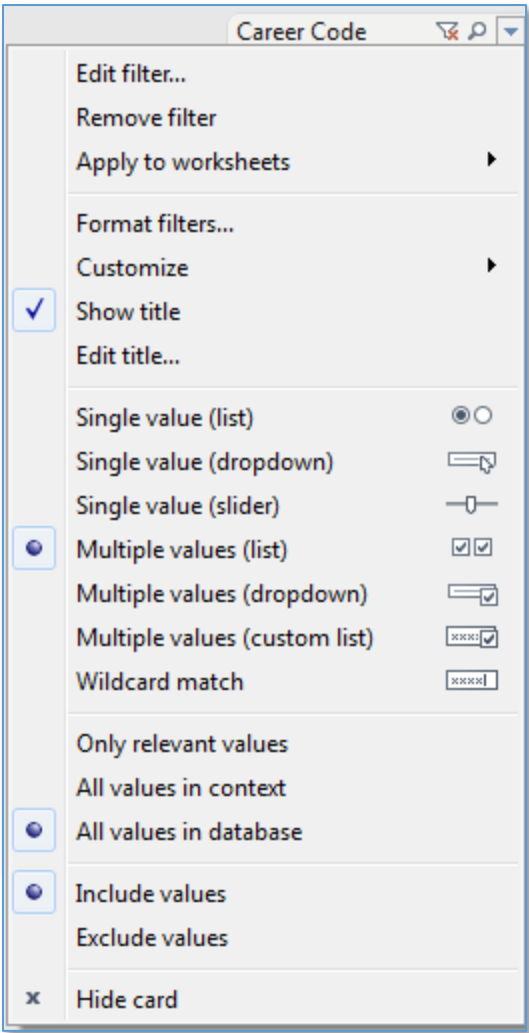 Career Code
Edit filter...
Remove filter
Apply to worksheets
Format filters...
Customize
Show title
Edit title...
Single value (list)
Single value (dropdown)
Single value (slider)
Multiple values (list)
Multiple values (dropdown)
Multiple values (custom list)
Wildcard match
Only relevant values
All values in context
All values in database
Include values
Exclude values
Hide card